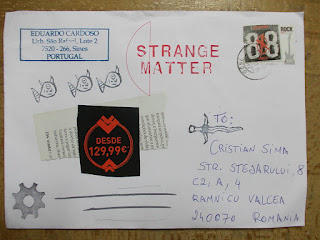 EDUARDO CARDOSO
Urb. São Rafael, Lote 2
7520 - 266, Sines
PORTUGAL
STRANGE
MATTER
88
ROCK
DESDE
129,99€
TO:
CRISTIAN SIMA
STR. STEJARULUI, 8
C2, A, 4
RAMNICU VALCEA
240070 ROMANIA